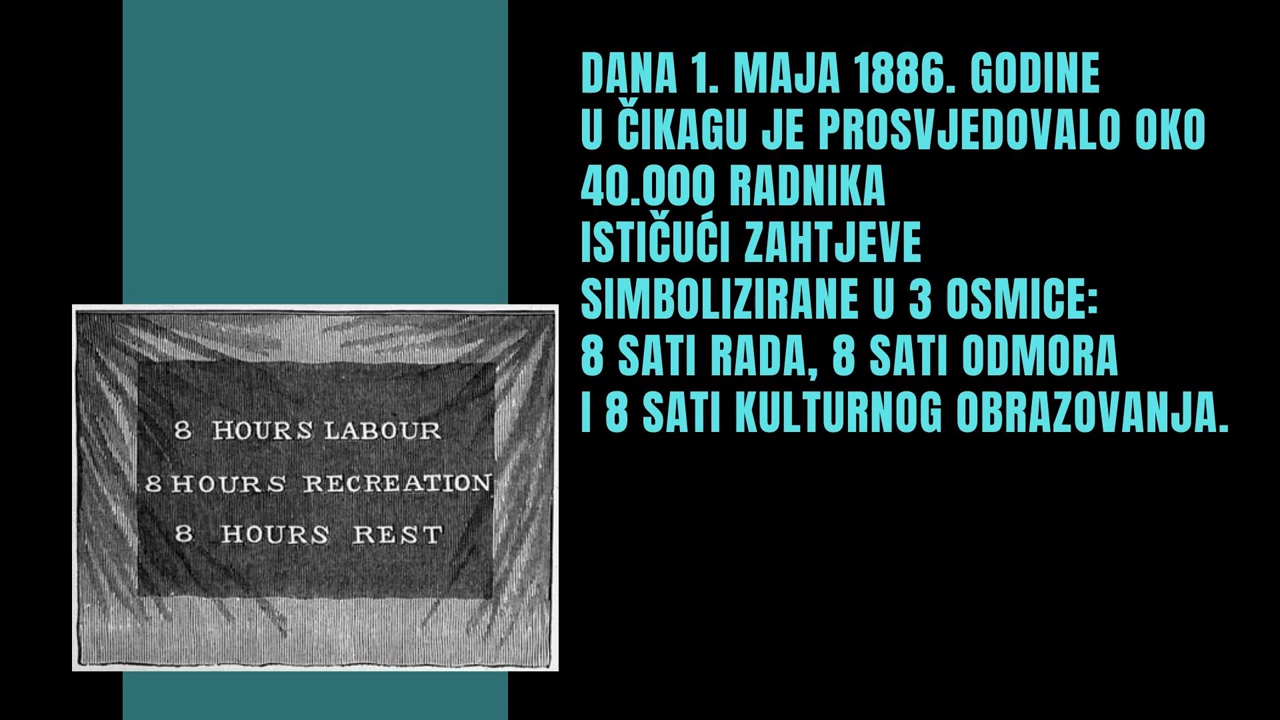 DANA 1. MAJA 1886. GODINE
U ČIKAGU JE PROSVJEDOVALO OKO
40.000 RADNIKA
ISTIČUĆI ZAHTJEVE
SIMBOLIZIRANE U 3 OSMICE:
8 SATI RADA, 8 SATI ODMORA
I 8 SATI KULTURNOG OBRAZOVANJA.
8 HOURS LABOUR
8 HOURS RECREATION
8 HOURS REST